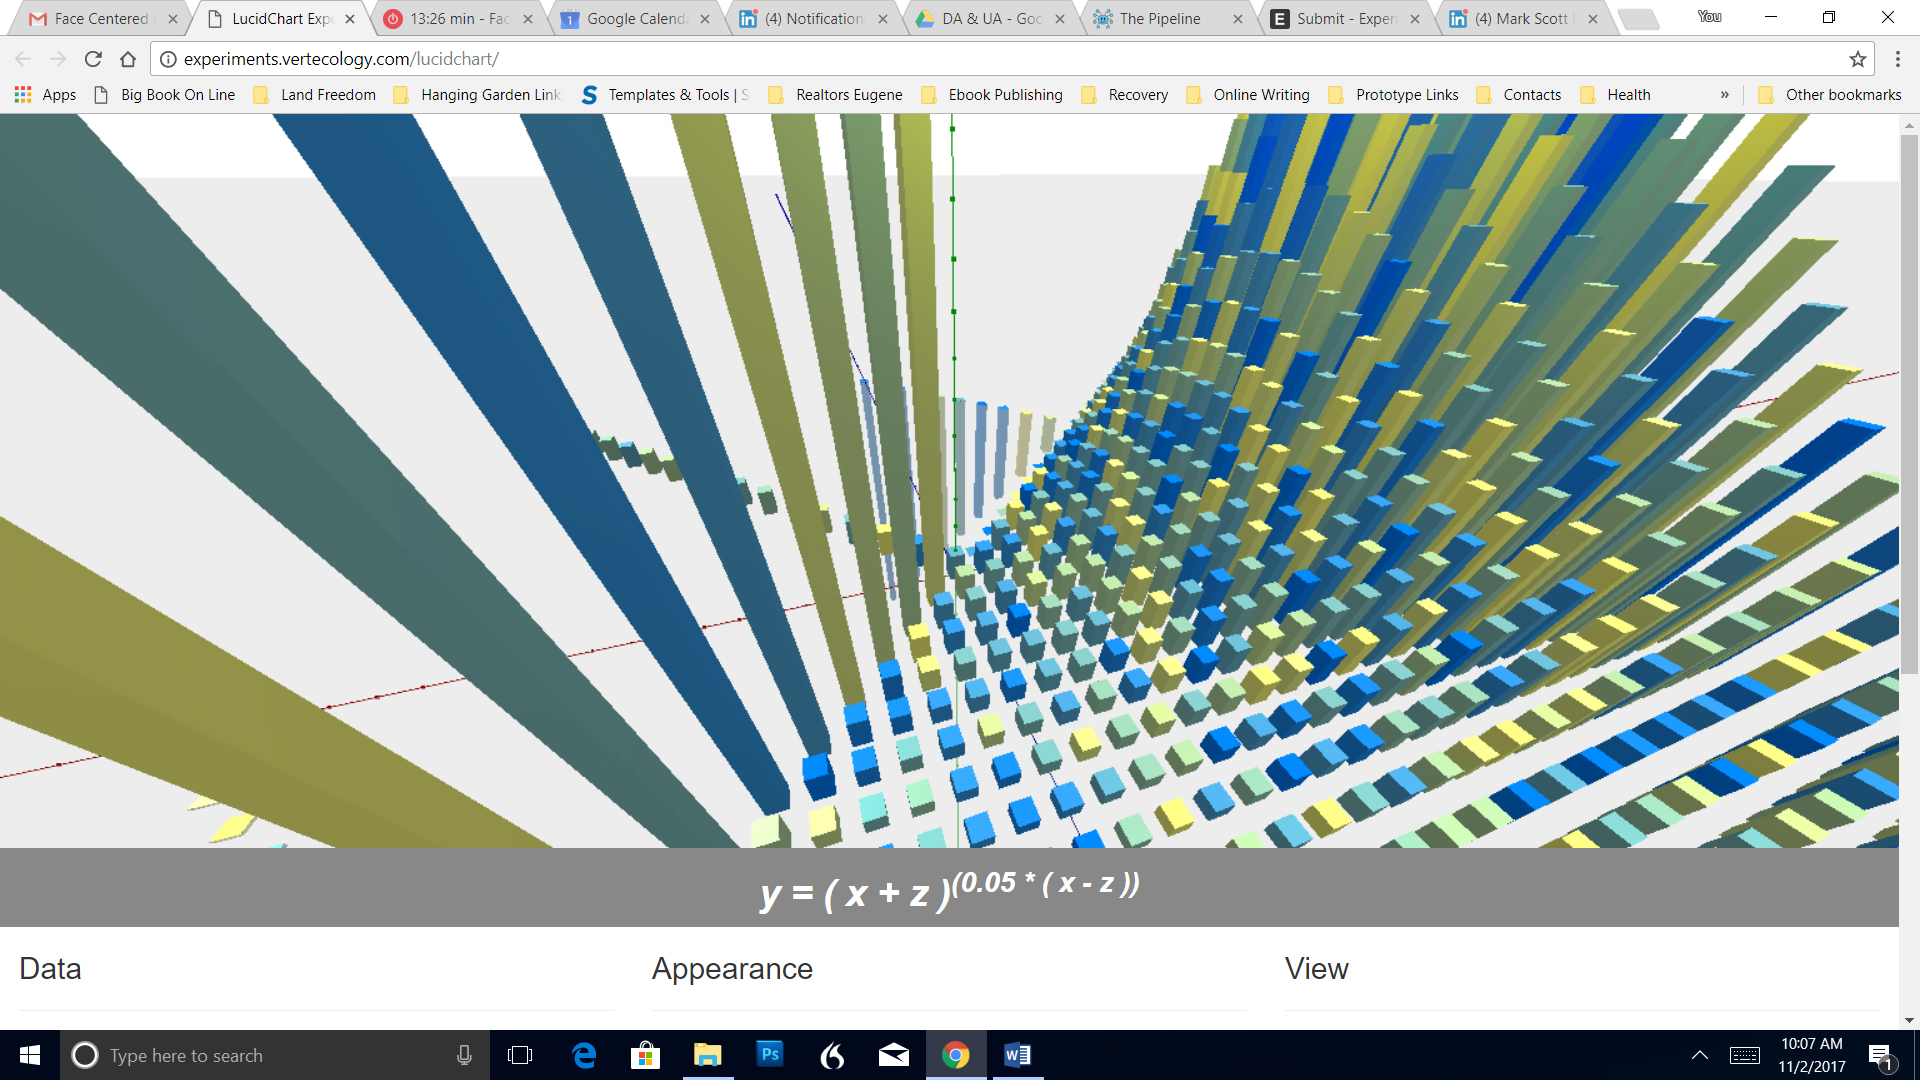 Face Centered
LucidChart Exp
13:26 min - Fac
Google Calend
(4) Notification
DA & UA - Goo
The Pipeline
Submit - Experi
(4) Mark Scott
You
experiments.vertecology.com/lucidchart/
Apps
Big Book On Line
Land Freedom
Hanging Garden Link
Templates & Tools | S
Realtors Eugene
Ebook Publishing
Recovery
Online Writing
Prototype Links
Contacts
Health
»
Other bookmarks
y = ( x + z )(0.05 * ( x - z ))
Data
Appearance
View
Type here to search
Ps
10:07 AM
11/2/2017
1